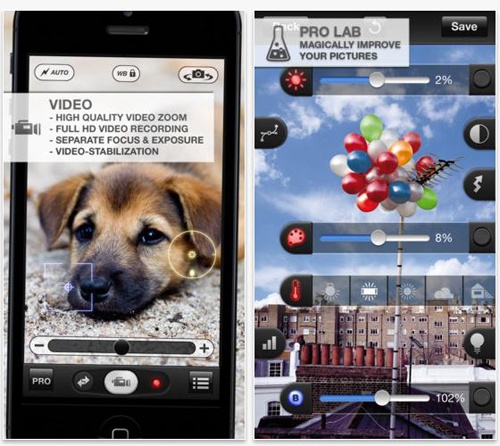 AUTO
WB
VIDEO
- HIGH QUALITY VIDEO ZOOM
- FULL HD VIDEO RECORDING
- SEPARATE FOCUS & EXPOSURE
- VIDEO-STABILIZATION
PRO
Back
Save
PRO LAB
MAGICALLY IMPROVE
YOUR PICTURES
2%
8%
B
102%